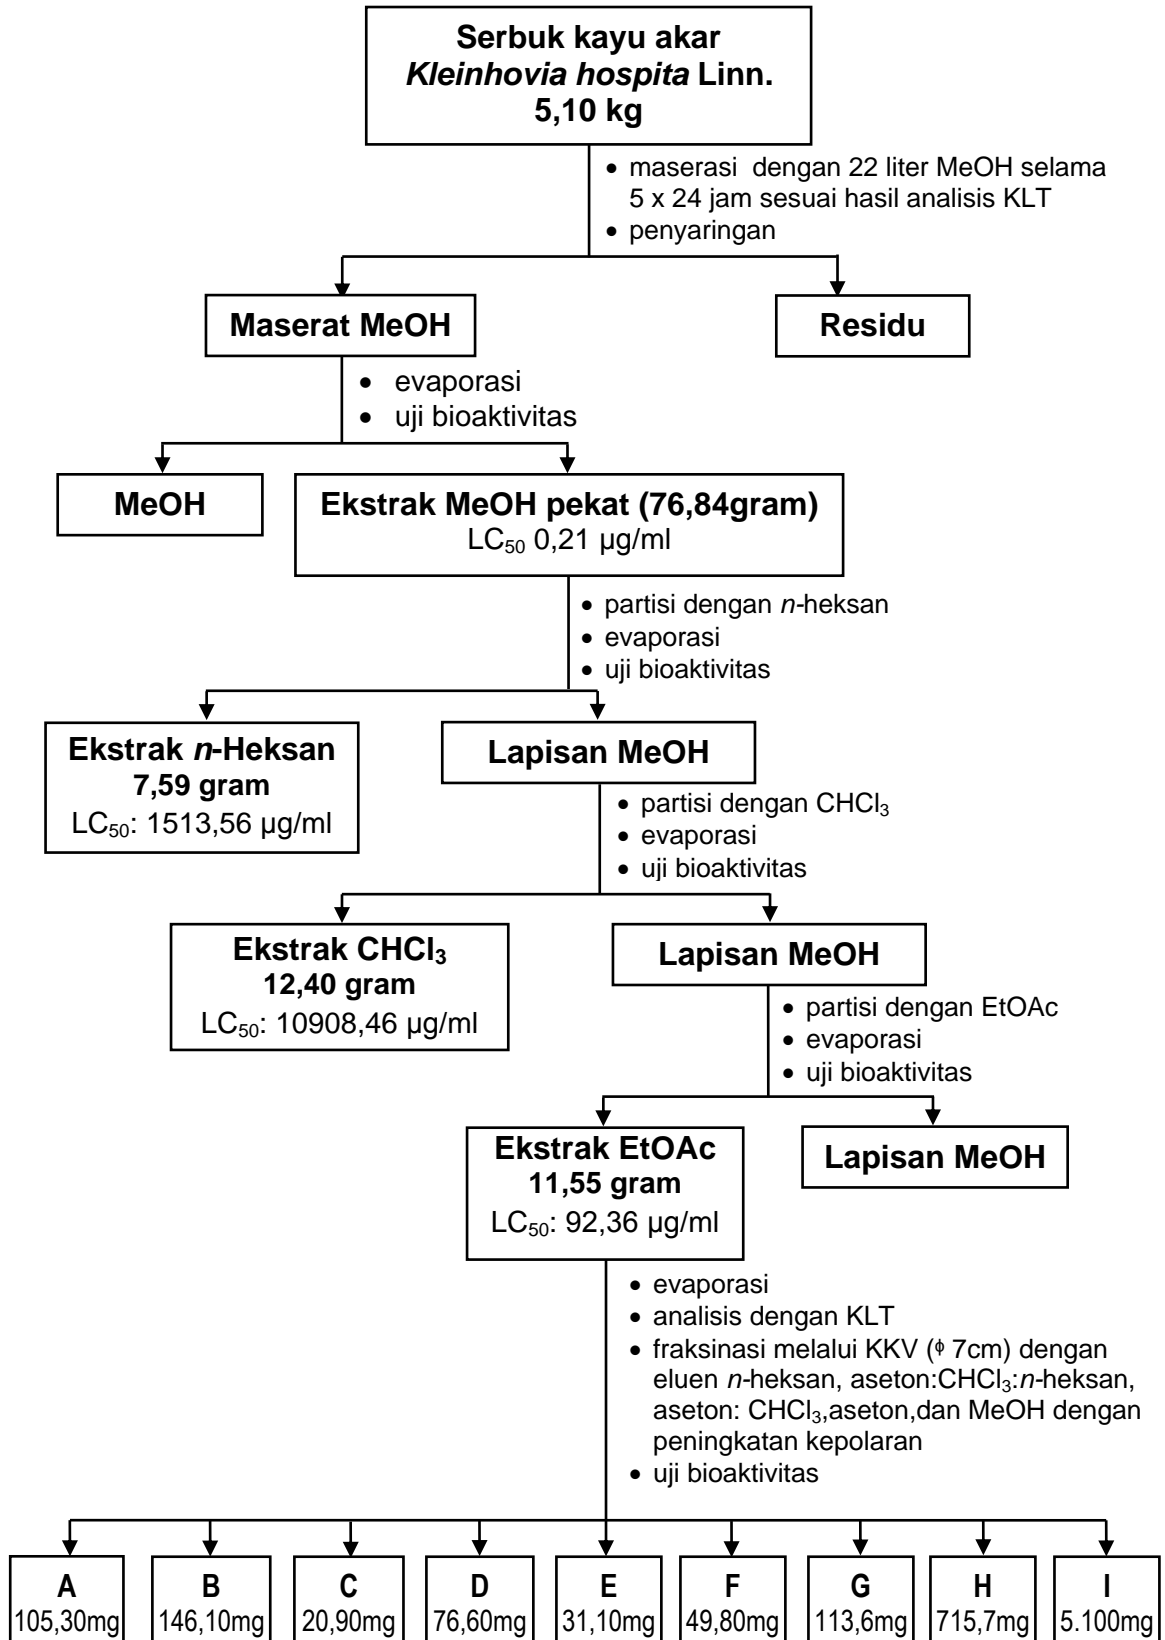 Serbuk kayu akar
Kleinhovia hospita Linn.
5,10 kg
• maserasi dengan 22 liter MeOH selama
5 x 24 jam sesuai hasil analisis KLT
• penyaringan
Maserat MeOH
Residu
• evaporasi
• uji bioaktivitas
MeOH
Ekstrak MeOH pekat (76,84gram)
LC₅₀ 0,21 µg/ml
• partisi dengan n-heksan
• evaporasi
• uji bioaktivitas
Ekstrak n-Heksan
7,59 gram
LC₅₀: 1513,56 µg/ml
Lapisan MeOH
• partisi dengan CHCl₃
• evaporasi
• uji bioaktivitas
Ekstrak CHCl₃
12,40 gram
LC₅₀: 10908,46 µg/ml
Lapisan MeOH
• partisi dengan EtOAc
• evaporasi
• uji bioaktivitas
Ekstrak EtOAc
11,55 gram
LC₅₀: 92,36 µg/ml
Lapisan MeOH
• evaporasi
• analisis dengan KLT
• fraksinasi melalui KKV (ϕ 7cm) dengan
eluen n-heksan, aseton:CHCl₃:n-heksan,
aseton: CHCl₃,aseton,dan MeOH dengan
peningkatan kepolaran
• uji bioaktivitas
A
105,30mg
B
146,10mg
C
20,90mg
D
76,60mg
E
31,10mg
F
49,80mg
G
113,6mg
H
715,7mg
I
5.100mg